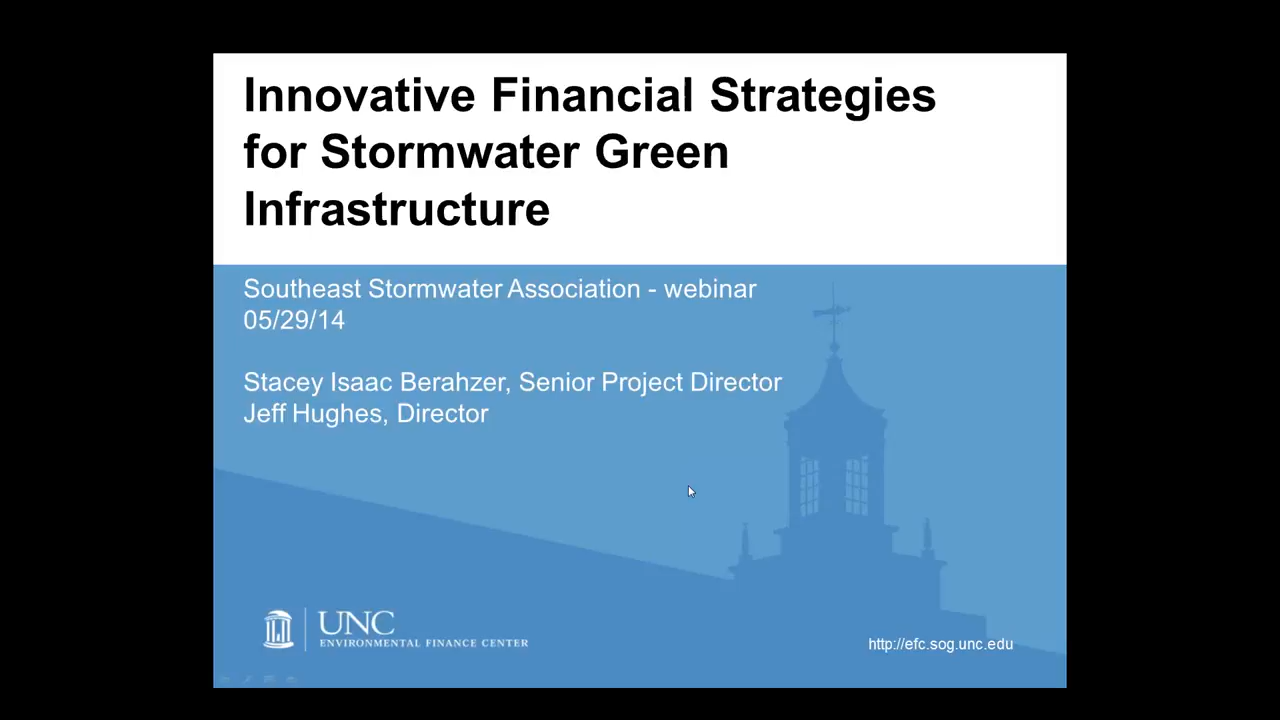 Innovative Financial Strategies
for Stormwater Green
Infrastructure
Southeast Stormwater Association - webinar
05/29/14
Stacey Isaac Berahzer, Senior Project Director
Jeff Hughes, Director
UNC
ENVIRONMENTAL FINANCE CENTER
http://efc.sog.unc.edu